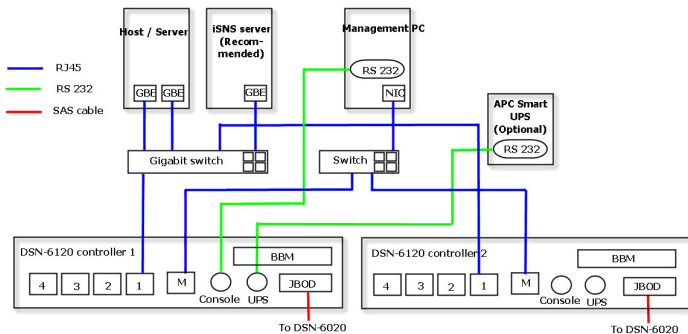 Host / Server
GBE GBE
iSNS server
(Recom-
mended)
GBE
Management PC
RS 232
NIC
RJ45
RS 232
SAS cable
APC Smart
UPS
(Optional)
RS 232
Gigabit switch
Switch
DSN-6120 controller 1
BBM
4 3 2 1 M
Console UPS
JBOD
To DSN-6020
DSN-6120 controller 2
BBM
4 3 2 1 M
Console UPS
JBOD
To DSN-6020